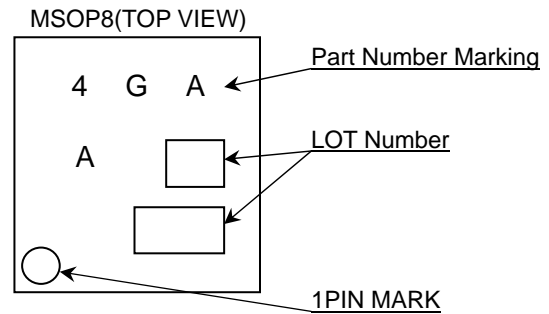 MSOP8(TOP VIEW)
Part Number Marking
4 G A
LOT Number
A
1PIN MARK